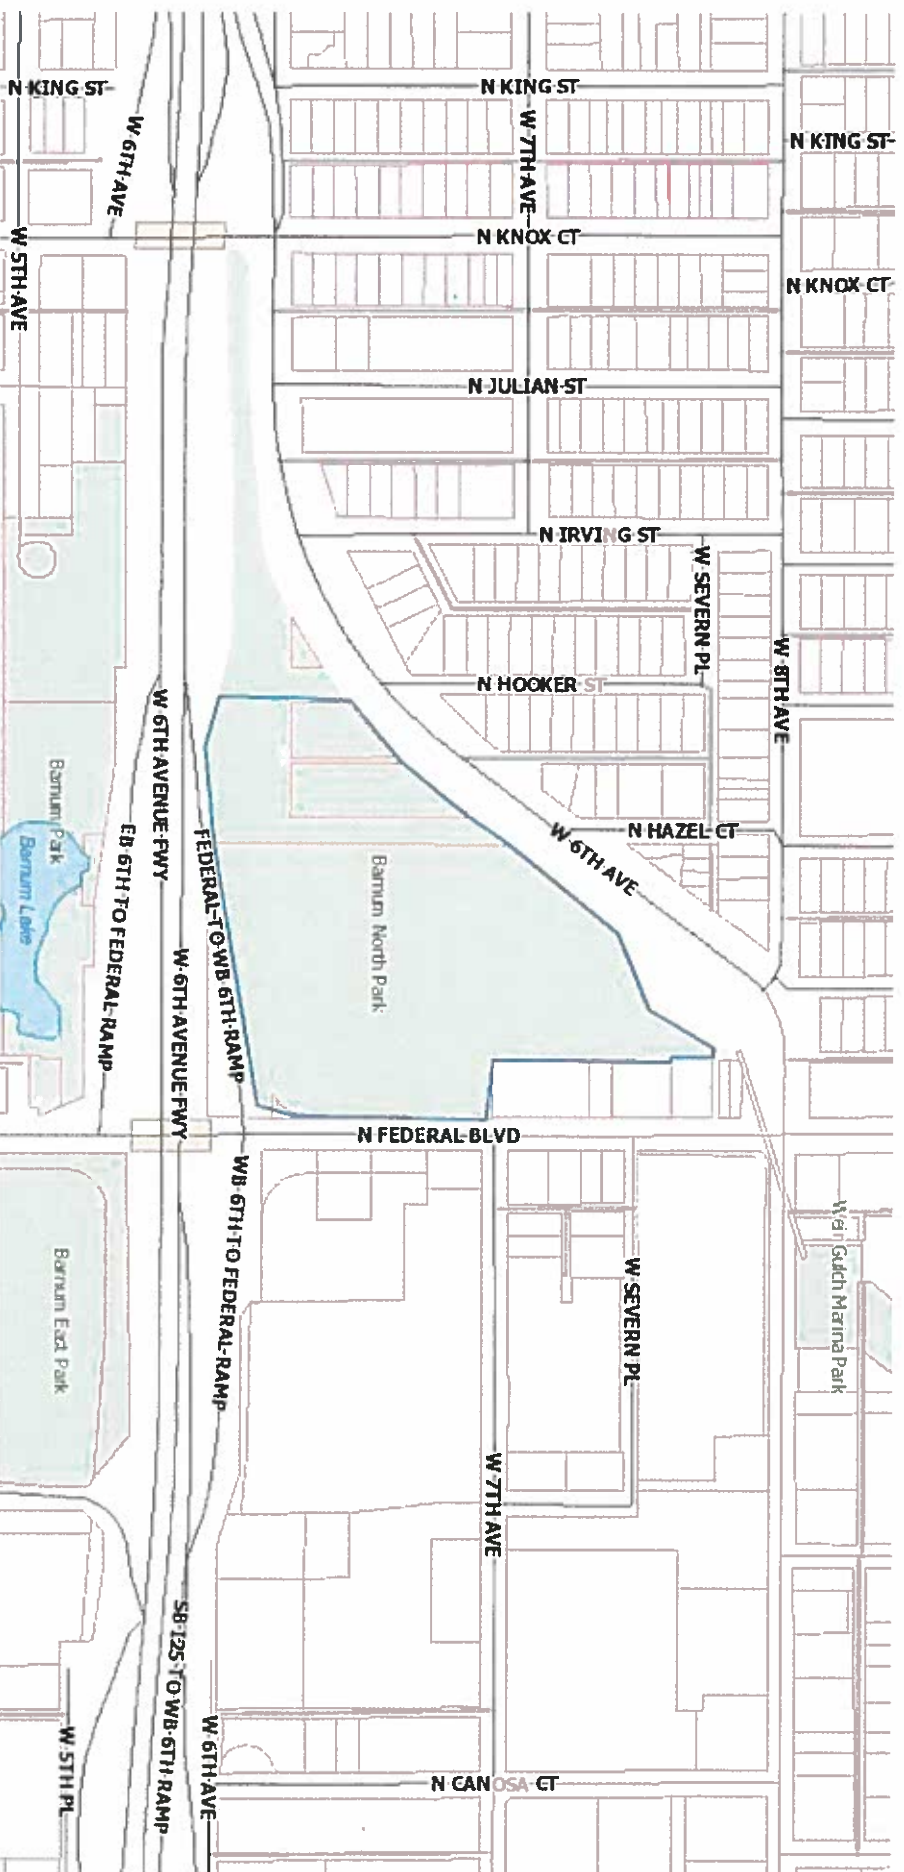 N KING ST
N KING ST
W 6TH AVE
W 7TH AVE
N KING ST
W 5TH AVE
N KNOX CT
N KNOX CT
N JULIAN ST
N IRVING ST
W SEVERN PL
W 8TH AVE
N HOOKER ST
W 6TH AVENUE FWY
Barnum Park
Barnum Lake
EB 6TH TO FEDERAL RAMP
FEDERAL TO WB 6TH RAMP
N HAZEL CT
W 6TH AVE
Barnum North Park
W 6TH AVENUE FWY
N FEDERAL BLVD
WB 6TH TO FEDERAL RAMP
Barnum East Park
W SEVERN PL
Weir Gulch Marina Park
W 7TH AVE
SB I25 TO WB 6TH RAMP
W 5TH PL
W 6TH AVE
N CANOSA CT